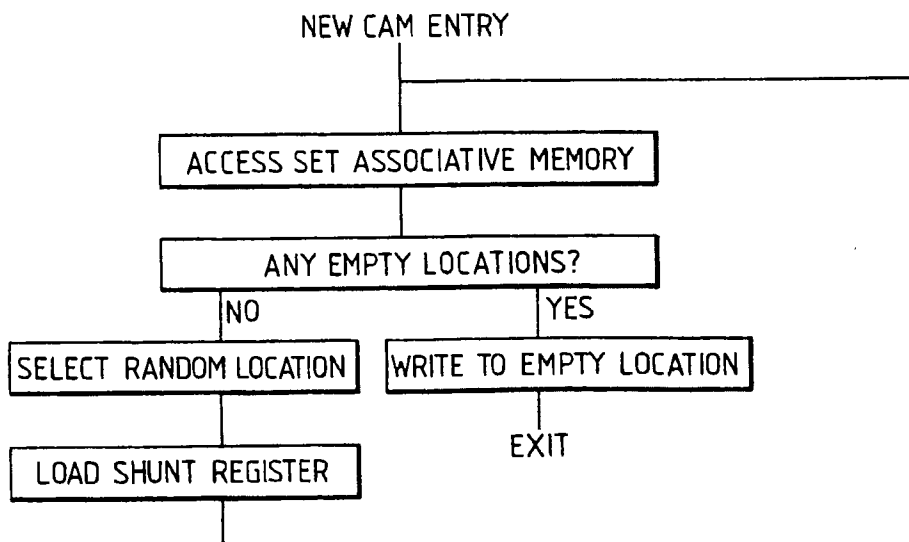 NEW CAM ENTRY
ACCESS SET ASSOCIATIVE MEMORY
ANY EMPTY LOCATIONS?
NO
YES
SELECT RANDOM LOCATION
WRITE TO EMPTY LOCATION
EXIT
LOAD SHUNT REGISTER